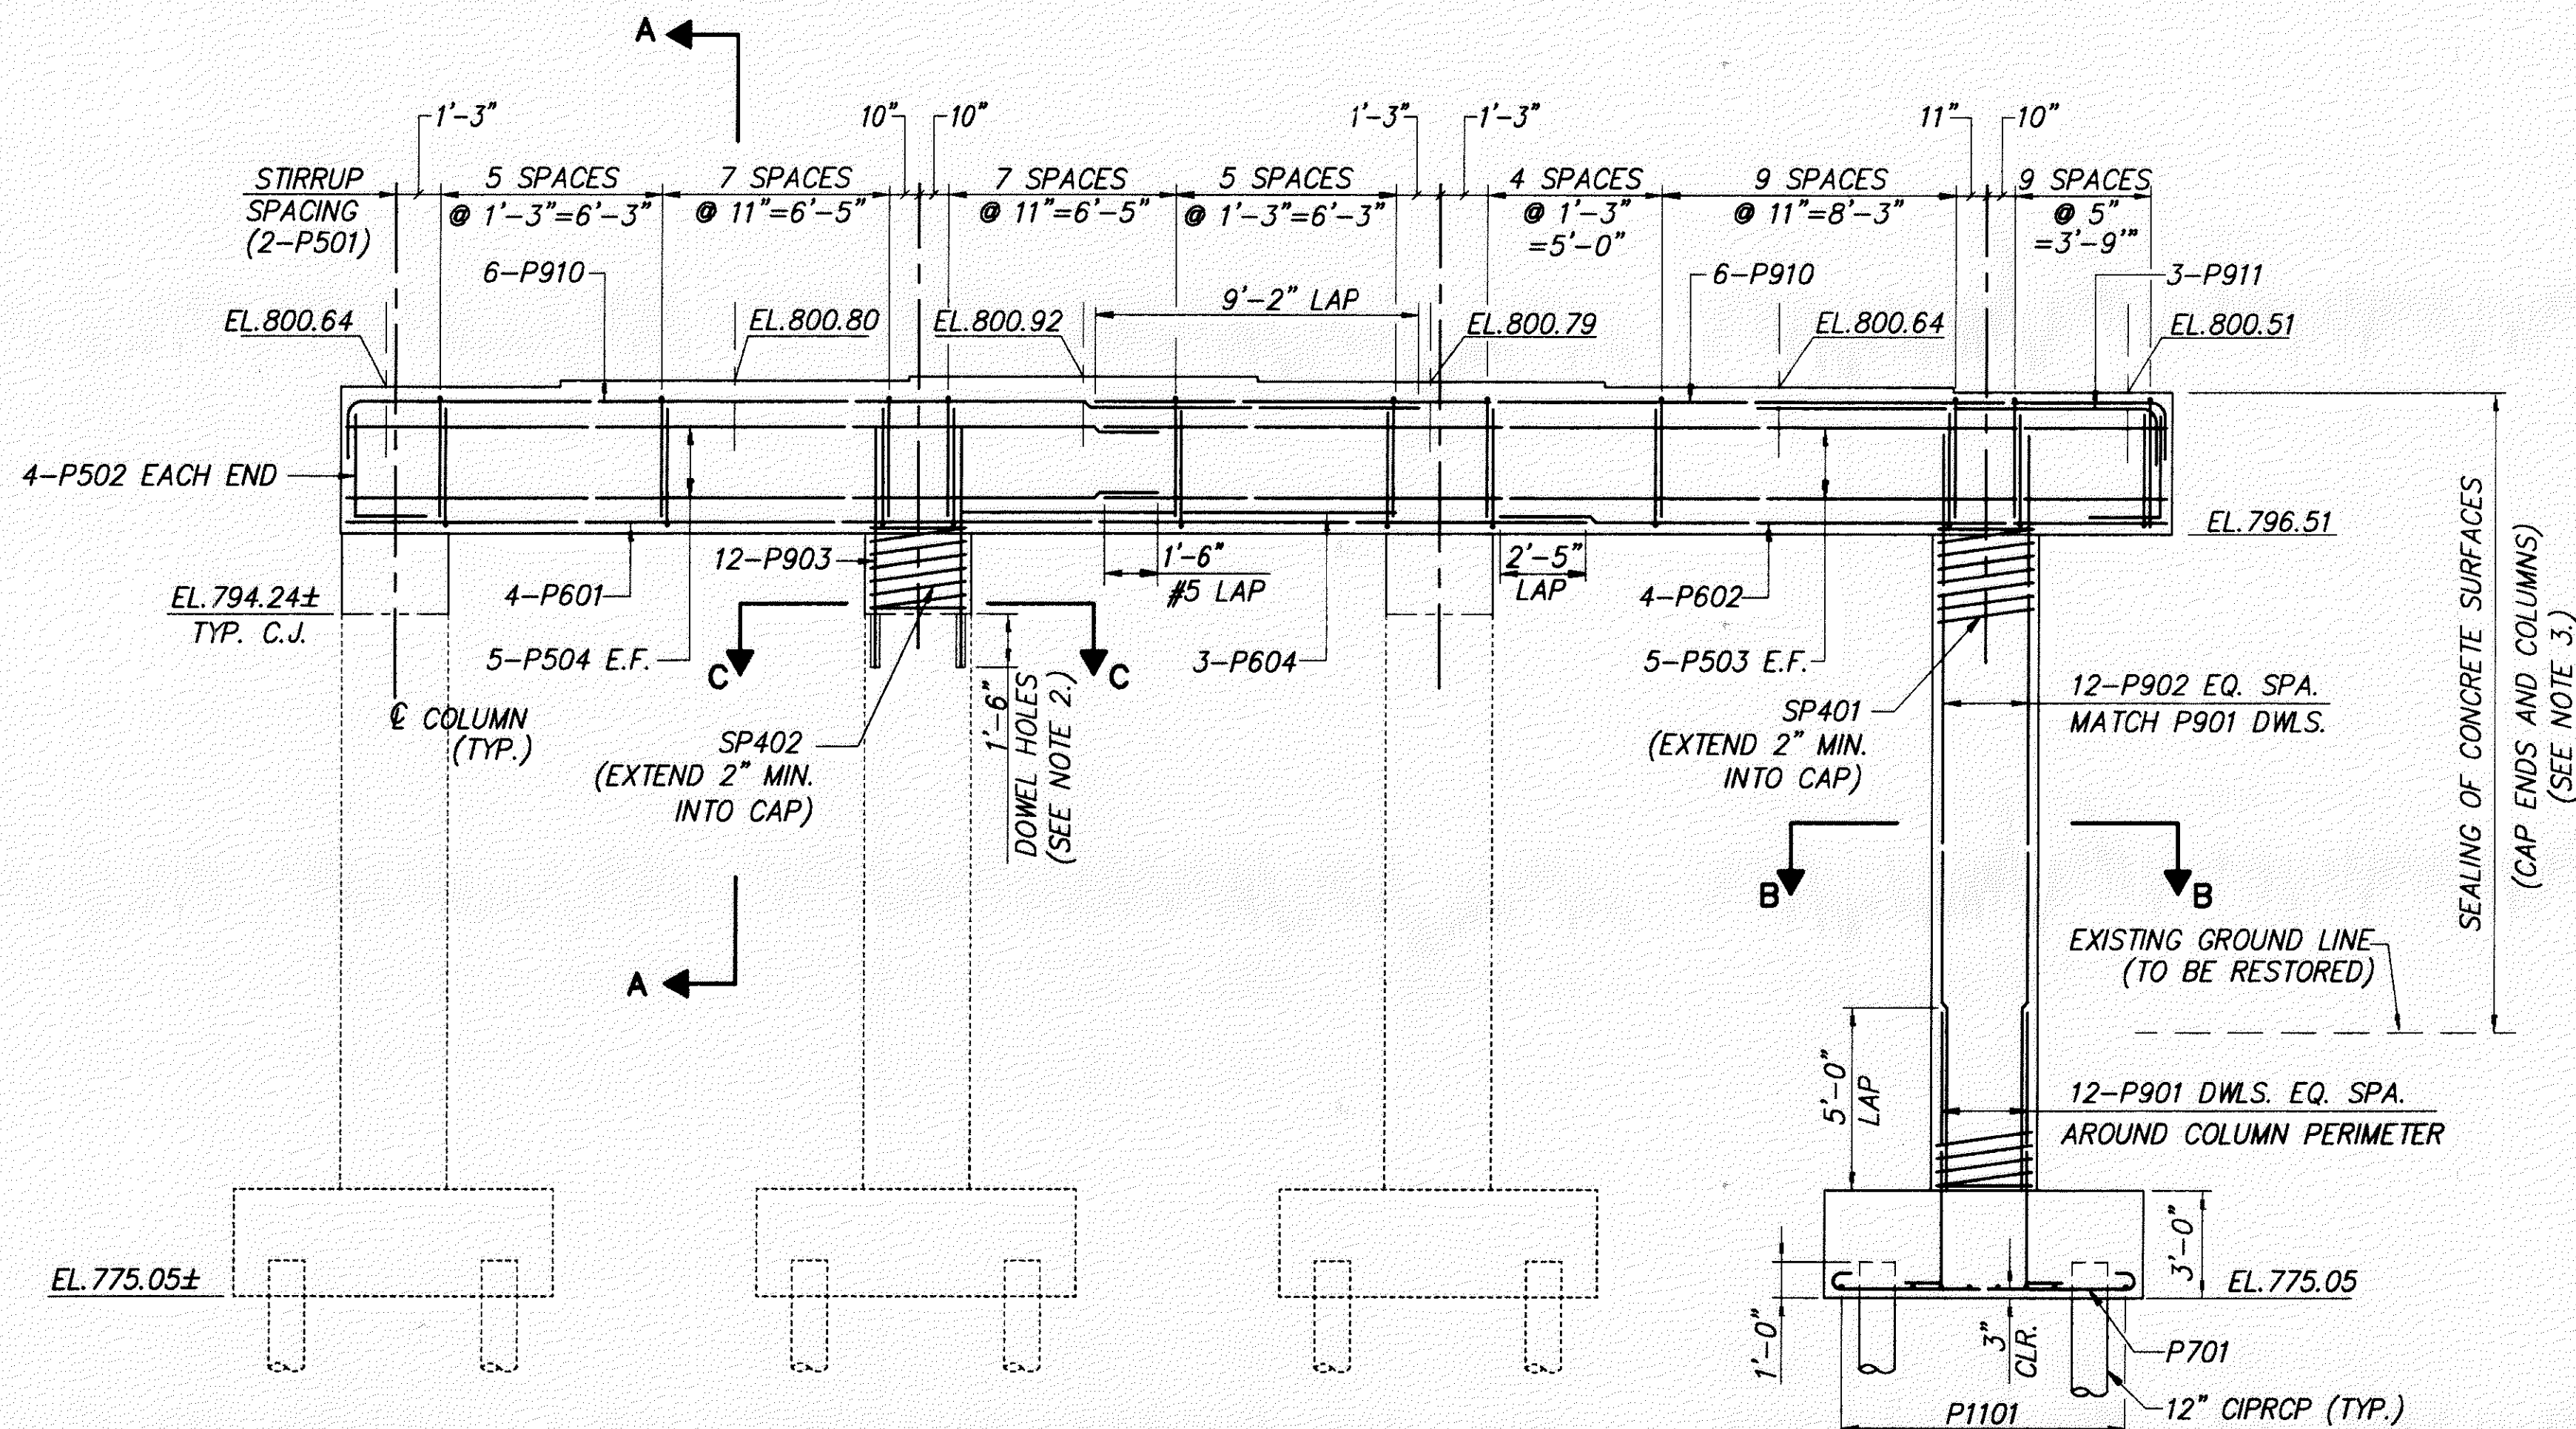 A
1'-3"
10"
10"
1'-3"
1'-3"
11"
10"
STIRRUP
SPACING
(2-P501)
5 SPACES
@ 1'-3"=6'-3"
7 SPACES
@ 11"=6'-5"
7 SPACES
@ 11"=6'-5"
5 SPACES
@ 1'-3"=6'-3"
4 SPACES
@ 1'-3"
=5'-0"
9 SPACES
@ 11"=8'-3"
9 SPACES
@ 5"
=3'-9'"
6-P910
9'-2" LAP
6-P910
3-P911
EL.800.64
EL.800.80
EL.800.92
EL.800.79
EL.800.64
EL.800.51
4-P502 EACH END
EL.796.51
12-P903
1'-6"
#5 LAP
2'-5"
LAP
EL.794.24±
TYP. C.J.
4-P601
4-P602
5-P504 E.F.
C
C
3-P604
5-P503 E.F.
℄ COLUMN
(TYP.)
SP402
(EXTEND 2" MIN.
INTO CAP)
1'-6"
DOWEL HOLES
(SEE NOTE 2.)
SP401
(EXTEND 2" MIN.
INTO CAP)
12-P902 EQ. SPA.
MATCH P901 DWLS.
SEALING OF CONCRETE SURFACES
(CAP ENDS AND COLUMNS)
(SEE NOTE 3.)
B
B
A
EXISTING GROUND LINE
(TO BE RESTORED)
5'-0"
LAP
12-P901 DWLS. EQ. SPA.
AROUND COLUMN PERIMETER
EL.775.05±
3'-0"
EL.775.05
1'-0"
3"
CLR.
P701
12" CIPRCP (TYP.)
P1101